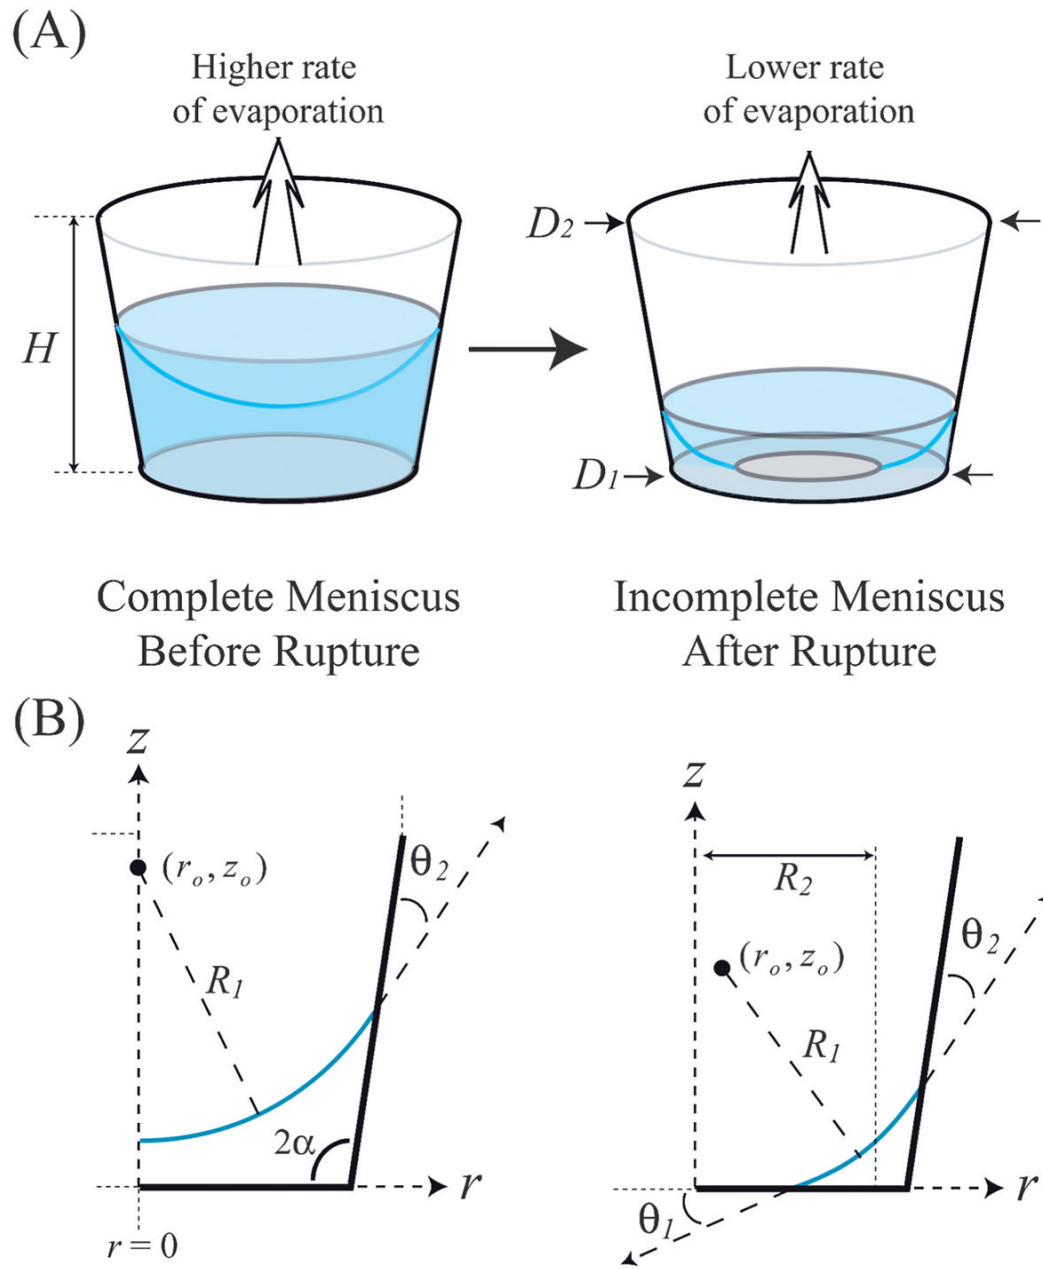 (A)
Higher rate
of evaporation
Lower rate
of evaporation
H
D2
D1
Complete Meniscus
Before Rupture
Incomplete Meniscus
After Rupture
(B)
z
(ro, zo)
θ2
R1
2α
r
r = 0
z
R2
(ro, zo)
θ2
R1
r
θ1